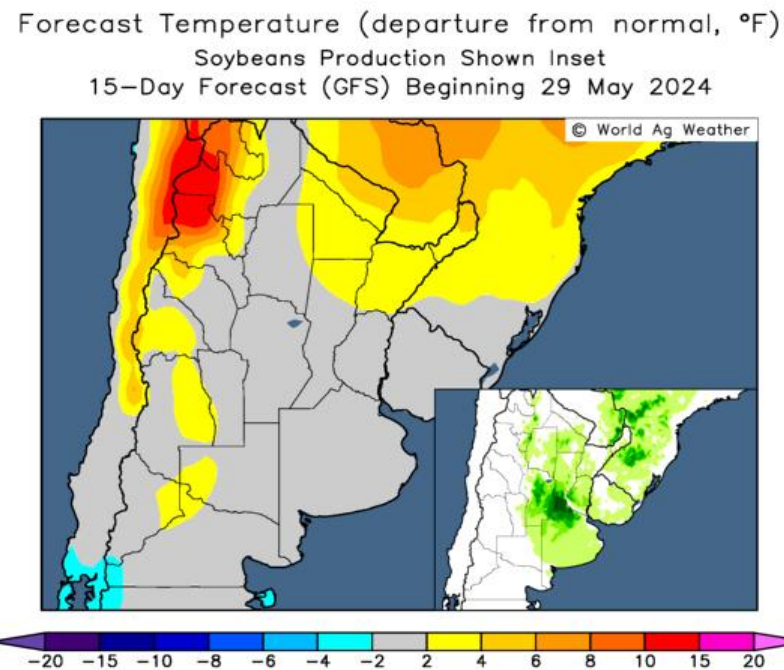 Forecast Temperature (departure from normal, °F)
Soybeans Production Shown Inset
15-Day Forecast (GFS) Beginning 29 May 2024
© World Ag Weather
-20 -15 -10 -8 -6 -4 -2 2 4 6 8 10 15 20